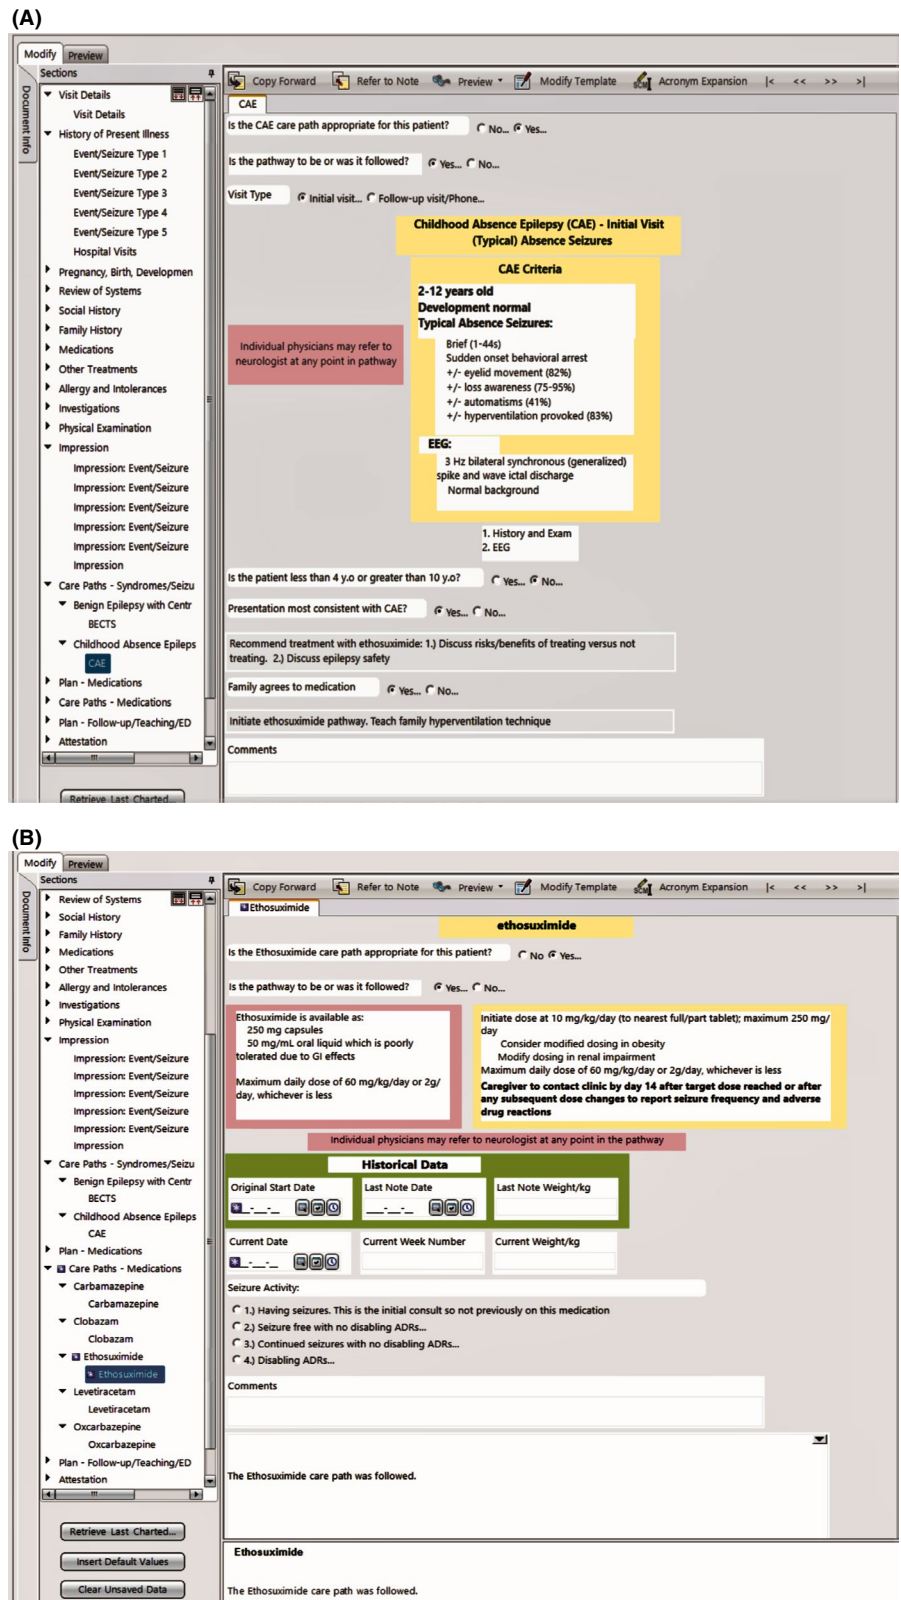 (A)
Modify Preview
Document Info
Sections
Visit Details
Visit Details
History of Present Illness
Event/Seizure Type 1
Event/Seizure Type 2
Event/Seizure Type 3
Event/Seizure Type 4
Event/Seizure Type 5
Hospital Visits
Pregnancy, Birth, Developmen
Review of Systems
Social History
Family History
Medications
Other Treatments
Allergy and Intolerances
Investigations
Physical Examination
Impression
Impression: Event/Seizure
Impression: Event/Seizure
Impression: Event/Seizure
Impression: Event/Seizure
Impression: Event/Seizure
Impression
Care Paths - Syndromes/Seizu
Benign Epilepsy with Centr
BECTS
Childhood Absence Epileps
CAE
Plan - Medications
Care Paths - Medications
Plan - Follow-up/Teaching/ED
Attestation
Retrieve Last Charted...
Copy Forward Refer to Note Preview Modify Template SCM Acronym Expansion |< << >> >|
CAE
Is the CAE care path appropriate for this patient? No... Yes...
Is the pathway to be or was it followed? Yes... No...
Visit Type Initial visit... Follow-up visit/Phone...
Childhood Absence Epilepsy (CAE) - Initial Visit
(Typical) Absence Seizures
CAE Criteria
2-12 years old
Development normal
Typical Absence Seizures:
Brief (1-44s)
Sudden onset behavioral arrest
+/- eyelid movement (82%)
+/- loss awareness (75-95%)
+/- automatisms (41%)
+/- hyperventilation provoked (83%)
Individual physicians may refer to
neurologist at any point in pathway
EEG:
3 Hz bilateral synchronous (generalized)
spike and wave ictal discharge
Normal background
1. History and Exam
2. EEG
Is the patient less than 4 y.o or greater than 10 y.o? Yes... No...
Presentation most consistent with CAE? Yes... No...
Recommend treatment with ethosuximide: 1.) Discuss risks/benefits of treating versus not
treating. 2.) Discuss epilepsy safety
Family agrees to medication Yes... No...
Initiate ethosuximide pathway. Teach family hyperventilation technique
Comments
(B)
Modify Preview
Document Info
Sections
Review of Systems
Social History
Family History
Medications
Other Treatments
Allergy and Intolerances
Investigations
Physical Examination
Impression
Impression: Event/Seizure
Impression: Event/Seizure
Impression: Event/Seizure
Impression: Event/Seizure
Impression: Event/Seizure
Impression
Care Paths - Syndromes/Seizu
Benign Epilepsy with Centr
BECTS
Childhood Absence Epileps
CAE
Plan - Medications
Care Paths - Medications
Carbamazepine
Carbamazepine
Clobazam
Clobazam
Ethosuximide
Ethosuximide
Levetiracetam
Levetiracetam
Oxcarbazepine
Oxcarbazepine
Plan - Follow-up/Teaching/ED
Attestation
Retrieve Last Charted...
Insert Default Values
Clear Unsaved Data
Copy Forward Refer to Note Preview Modify Template SCM Acronym Expansion |< << >> >|
Ethosuximide
ethosuximide
Is the Ethosuximide care path appropriate for this patient? No Yes...
Is the pathway to be or was it followed? Yes... No...
Ethosuximide is available as:
250 mg capsules
50 mg/mL oral liquid which is poorly
tolerated due to GI effects
Maximum daily dose of 60 mg/kg/day or 2g/
day, whichever is less
Initiate dose at 10 mg/kg/day (to nearest full/part tablet); maximum 250 mg/
day
Consider modified dosing in obesity
Modify dosing in renal impairment
Maximum daily dose of 60 mg/kg/day or 2g/day, whichever is less
Caregiver to contact clinic by day 14 after target dose reached or after
any subsequent dose changes to report seizure frequency and adverse
drug reactions
Individual physicians may refer to neurologist at any point in the pathway
Historical Data
Original Start Date Last Note Date Last Note Weight/kg
Current Date Current Week Number Current Weight/kg
Seizure Activity:
1.) Having seizures. This is the initial consult so not previously on this medication
2.) Seizure free with no disabling ADRs...
3.) Continued seizures with no disabling ADRs...
4.) Disabling ADRs...
Comments
The Ethosuximide care path was followed.
Ethosuximide
The Ethosuximide care path was followed.